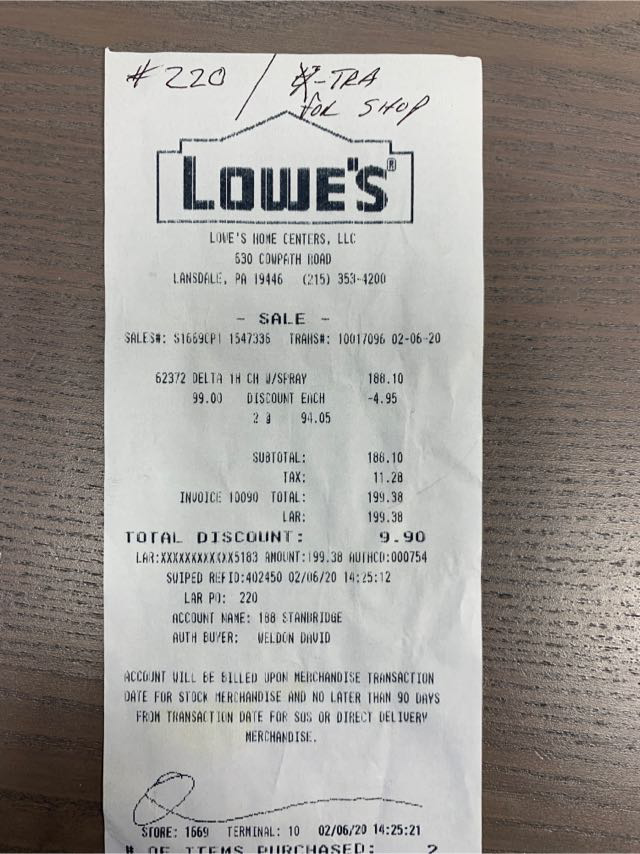 #220 / X-TRA
for SHOP
LOWE'S®
LOWE'S HOME CENTERS, LLC
630 COWPATH ROAD
LANSDALE, PA 19446 (215) 353-4200
- SALE -
SALES#: S1669CP1 1547336 TRANS#: 10017096 02-06-20
62372 DELTA 1H CH W/SPRAY 188.10
99.00 DISCOUNT EACH -4.95
2 @ 94.05
SUBTOTAL: 188.10
TAX: 11.28
INVOICE 10090 TOTAL: 199.38
LAR: 199.38
TOTAL DISCOUNT: 9.90
LAR:XXXXXXXXXXXX5183 AMOUNT:199.38 AUTHCD:000754
SWIPED REFID:402450 02/06/20 14:25:12
LAR PO: 220
ACCOUNT NAME: 188 STANBRIDGE
AUTH BUYER: WELDON DAVID
ACCOUNT WILL BE BILLED UPON MERCHANDISE TRANSACTION
DATE FOR STOCK MERCHANDISE AND NO LATER THAN 90 DAYS
FROM TRANSACTION DATE FOR SOS OR DIRECT DELIVERY
MERCHANDISE.
STORE: 1669 TERMINAL: 10 02/06/20 14:25:21
# OF ITEMS PURCHASED: 2